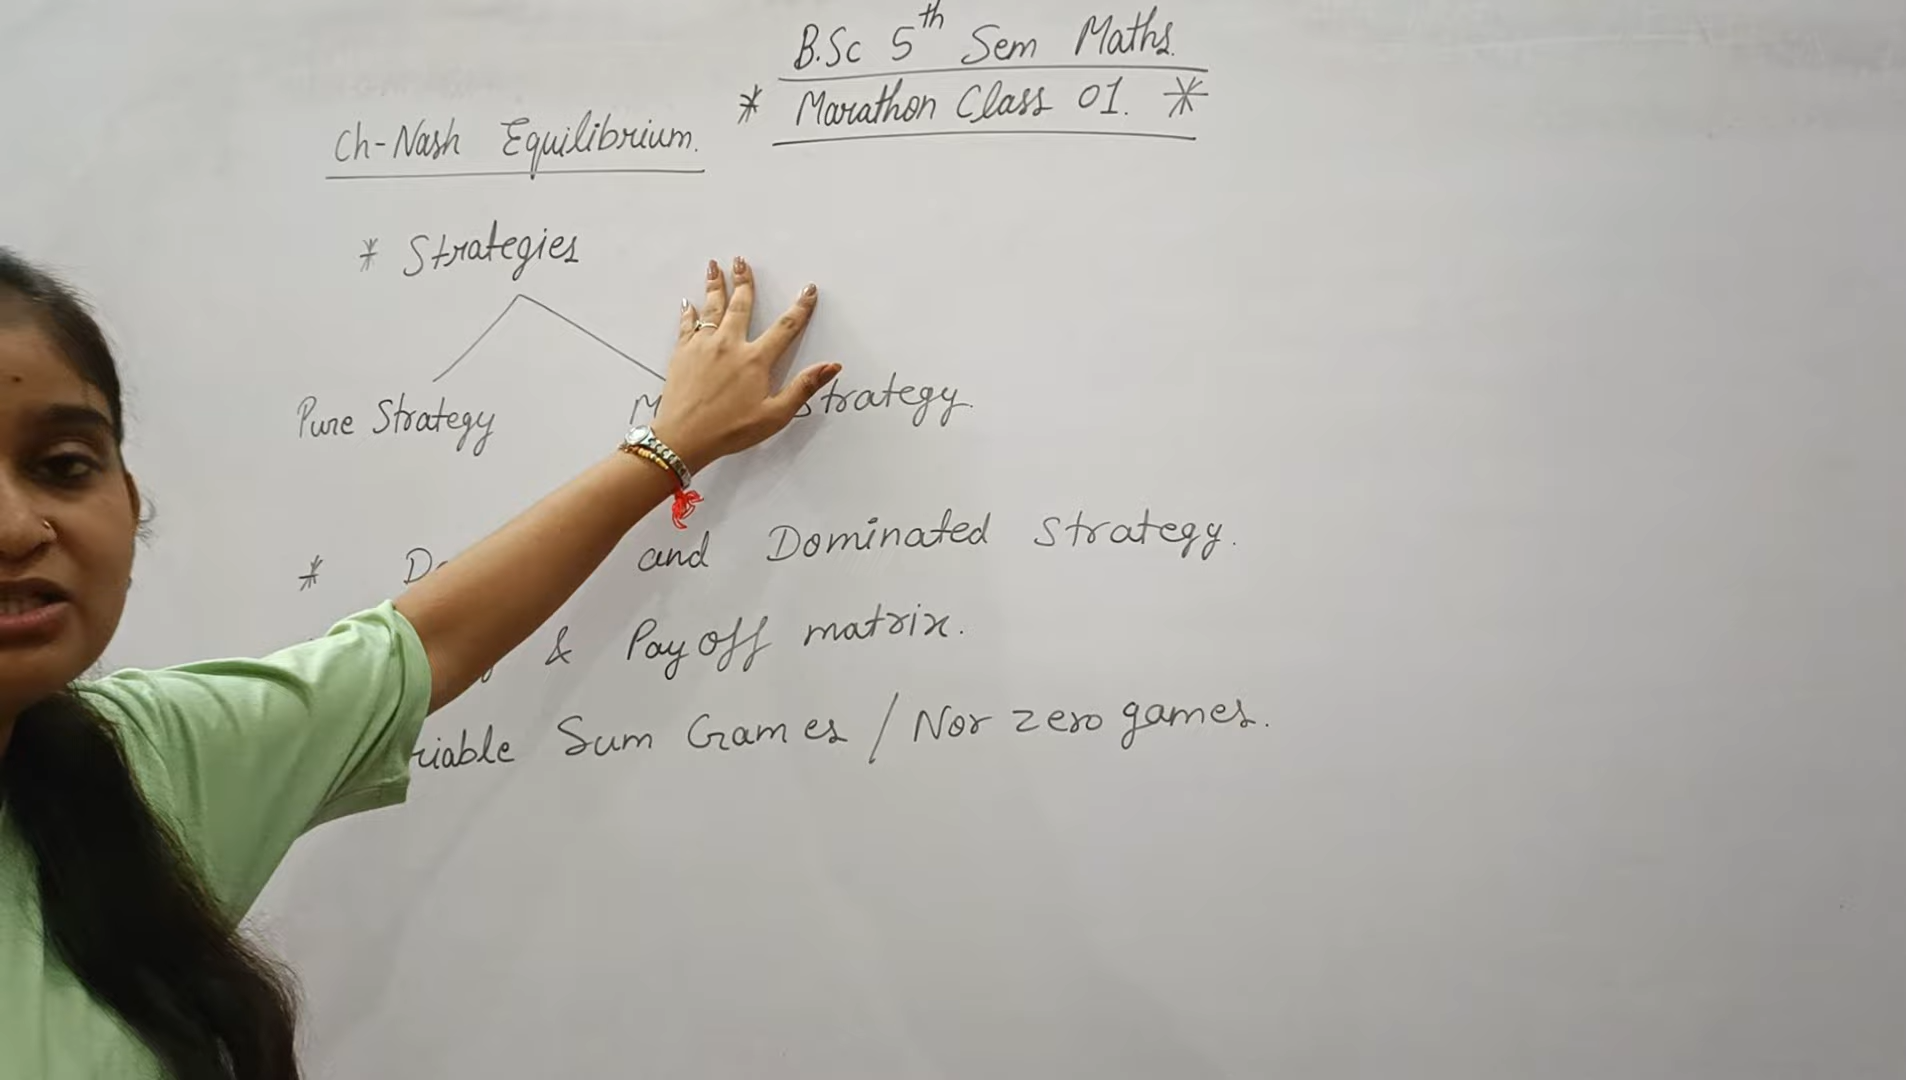 B.Sc 5th Sem Maths.
* Marathon Class 01. *
Ch-Nash Equilibrium.
* Strategies
Pure Strategy
Strategy.
* and Dominated Strategy.
& Pay off matrix.
Sum Games / Nor zero games.